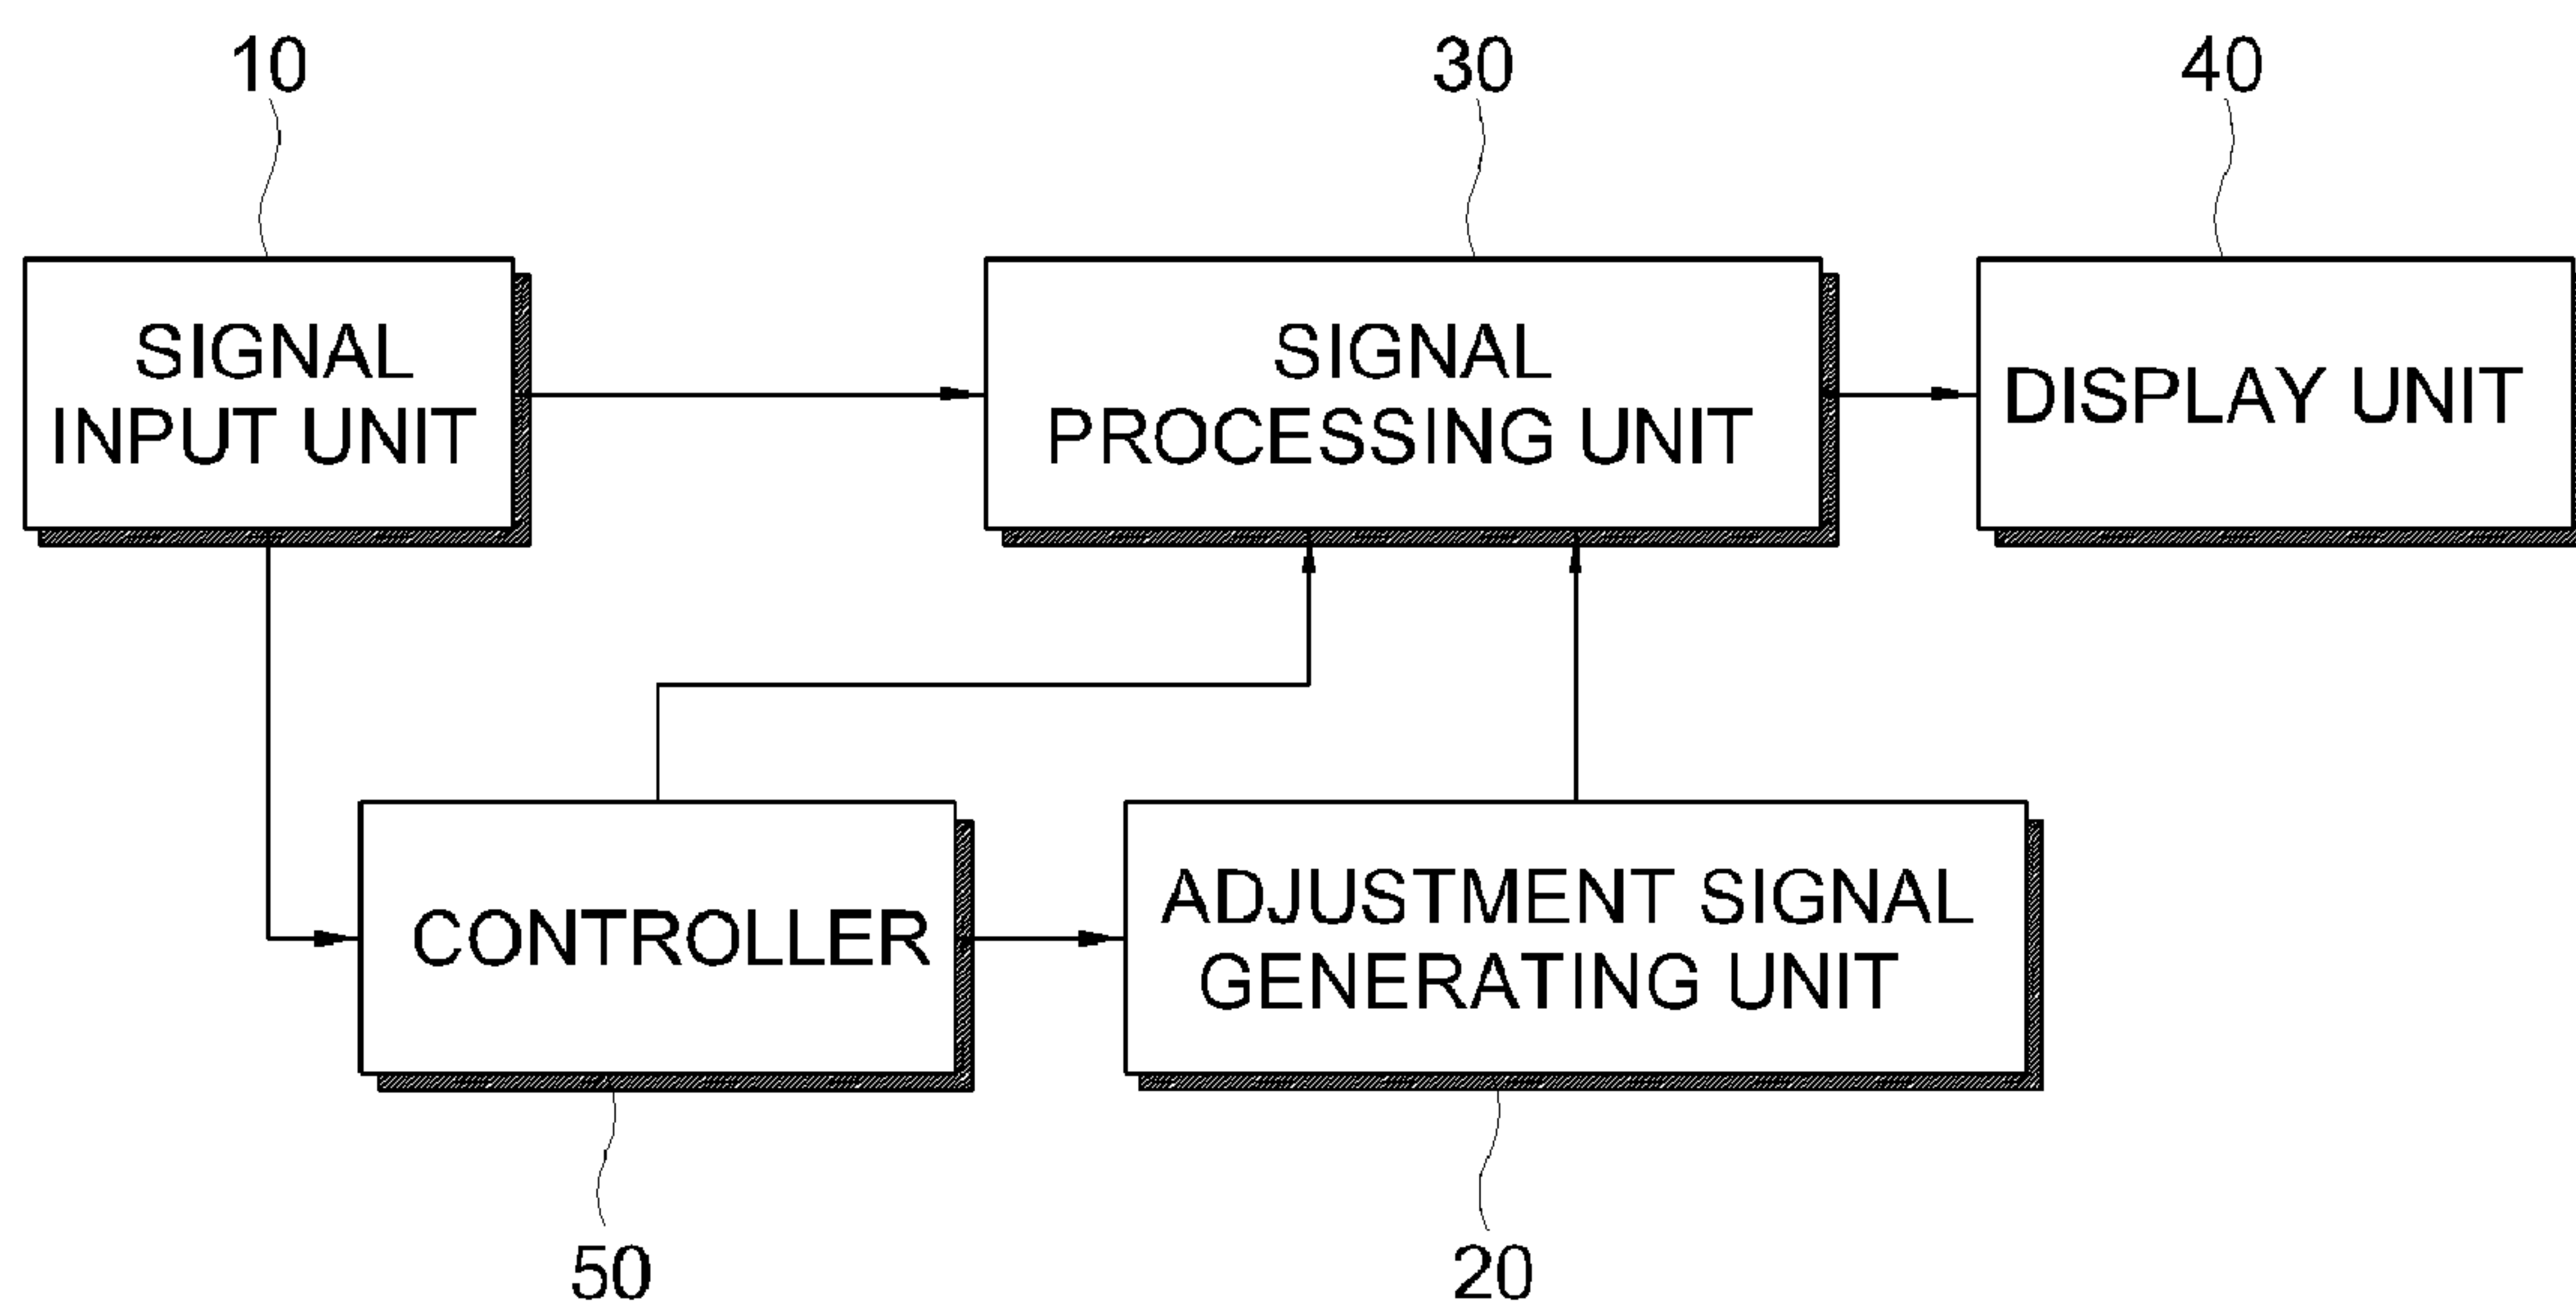 10
30
40
SIGNAL
INPUT UNIT
SIGNAL
PROCESSING UNIT
DISPLAY UNIT
CONTROLLER
ADJUSTMENT SIGNAL
GENERATING UNIT
50
20